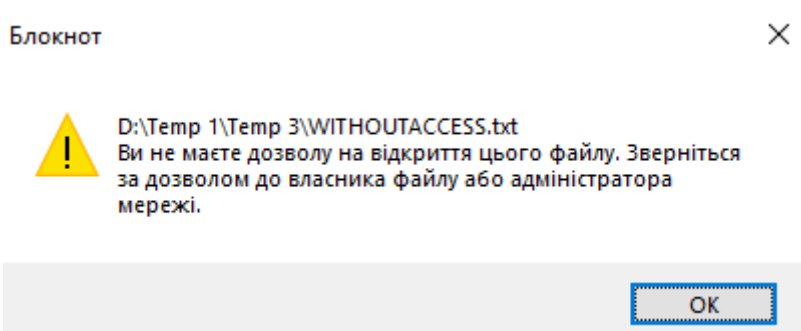 Блокнот
D:\Temp 1\Temp 3\WITHOUTACCESS.txt
Ви не маєте дозволу на відкриття цього файлу. Зверніться
за дозволом до власника файлу або адміністратора
мережі.
ОК